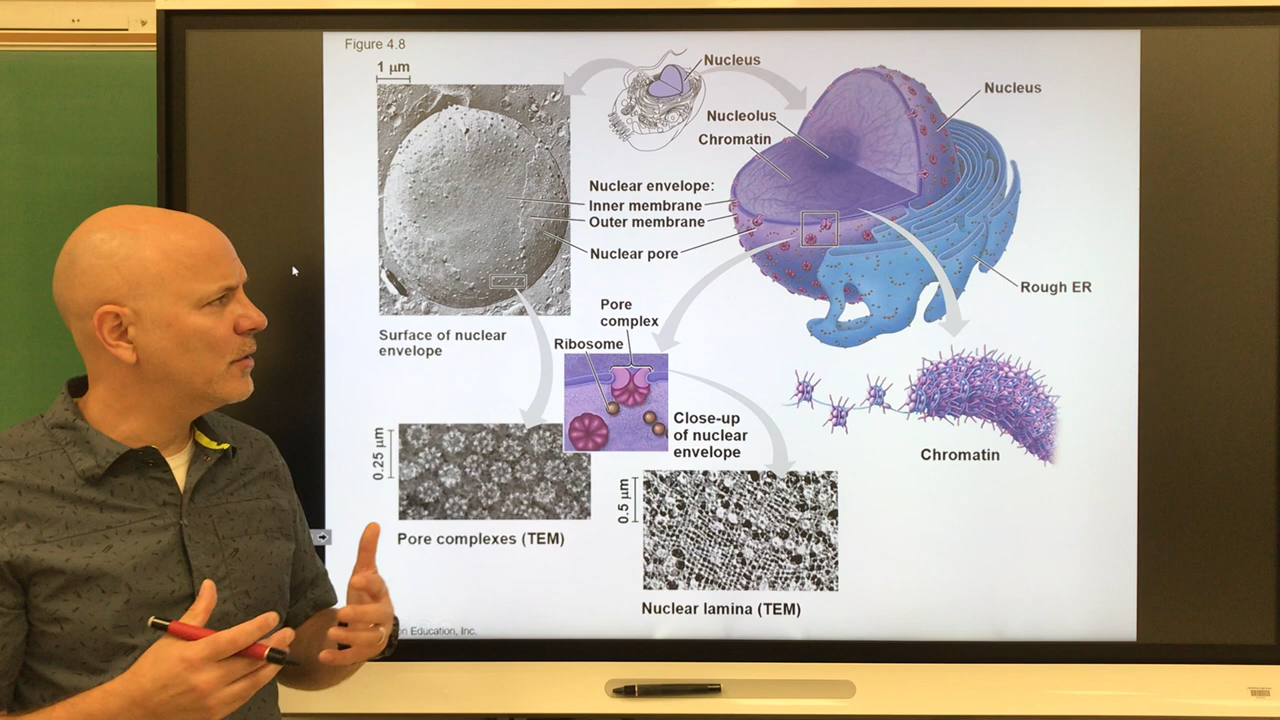 Figure 4.8
1 μm
Nucleus
Nucleus
Nucleolus
Chromatin
Nuclear envelope:
Inner membrane
Outer membrane
Nuclear pore
Rough ER
Surface of nuclear
envelope
Pore
complex
Ribosome
Close-up
of nuclear
envelope
Chromatin
0.25 μm
Pore complexes (TEM)
0.5 μm
Nuclear lamina (TEM)
Education, Inc.